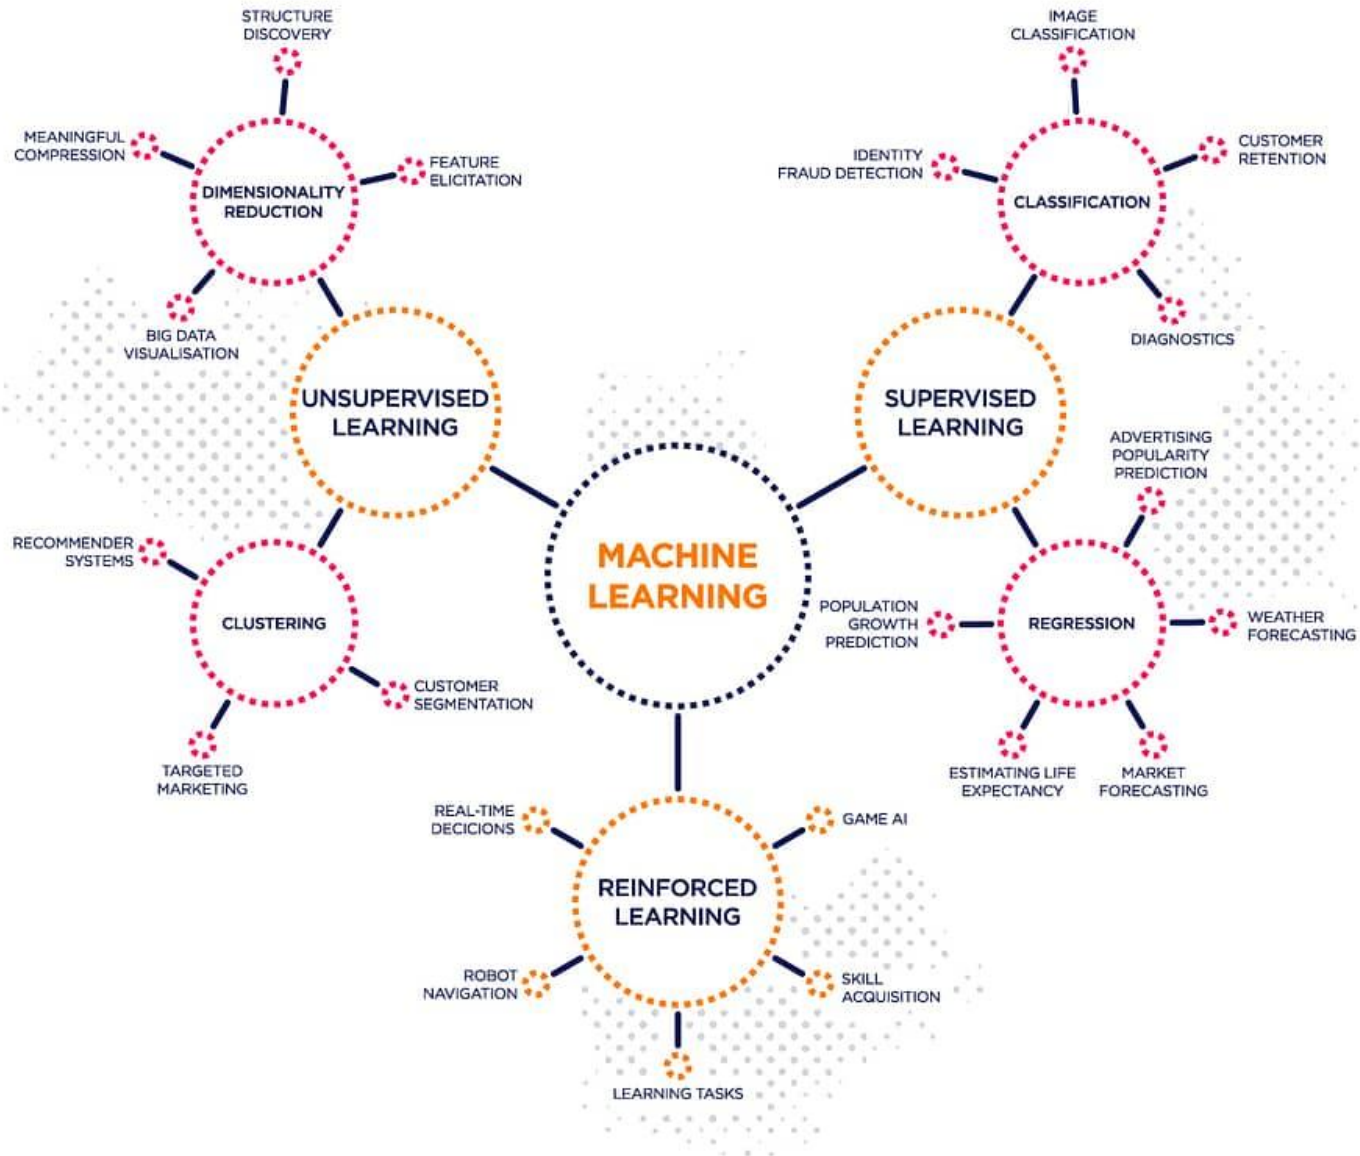 STRUCTURE
DISCOVERY
MEANINGFUL
COMPRESSION
FEATURE
ELICITATION
DIMENSIONALITY
REDUCTION
BIG DATA
VISUALISATION
UNSUPERVISED
LEARNING
RECOMMENDER
SYSTEMS
CLUSTERING
CUSTOMER
SEGMENTATION
TARGETED
MARKETING
IMAGE
CLASSIFICATION
IDENTITY
FRAUD DETECTION
CUSTOMER
RETENTION
CLASSIFICATION
DIAGNOSTICS
SUPERVISED
LEARNING
ADVERTISING
POPULARITY
PREDICTION
POPULATION
GROWTH
PREDICTION
REGRESSION
WEATHER
FORECASTING
ESTIMATING LIFE
EXPECTANCY
MARKET
FORECASTING
MACHINE
LEARNING
REAL-TIME
DECICIONS
GAME AI
REINFORCED
LEARNING
ROBOT
NAVIGATION
SKILL
ACQUISITION
LEARNING TASKS